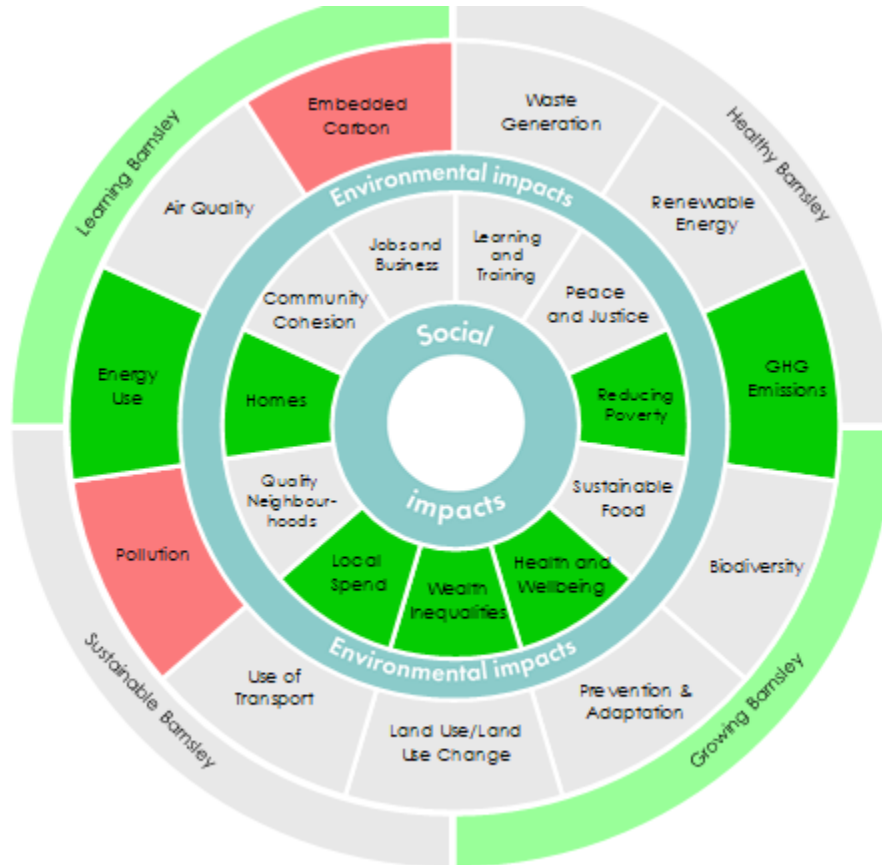 Learning Barnsley
Healthy Barnsley
Embedded
Carbon
Waste
Generation
Air Quality
Renewable
Energy
Environmental impacts
Jobs and
Business
Learning
and
Training
Community
Cohesion
Peace
and Justice
Social
Energy
Use
Homes
Reducing
Poverty
GHG
Emissions
impacts
Quality
Neighbour-
hoods
Sustainable
Food
Pollution
Local
Spend
Wealth
Inequalities
Health and
Wellbeing
Biodiversity
Environmental impacts
Use of
Transport
Land Use/Land
Use Change
Prevention &
Adaptation
Sustainable Barnsley
Growing Barnsley